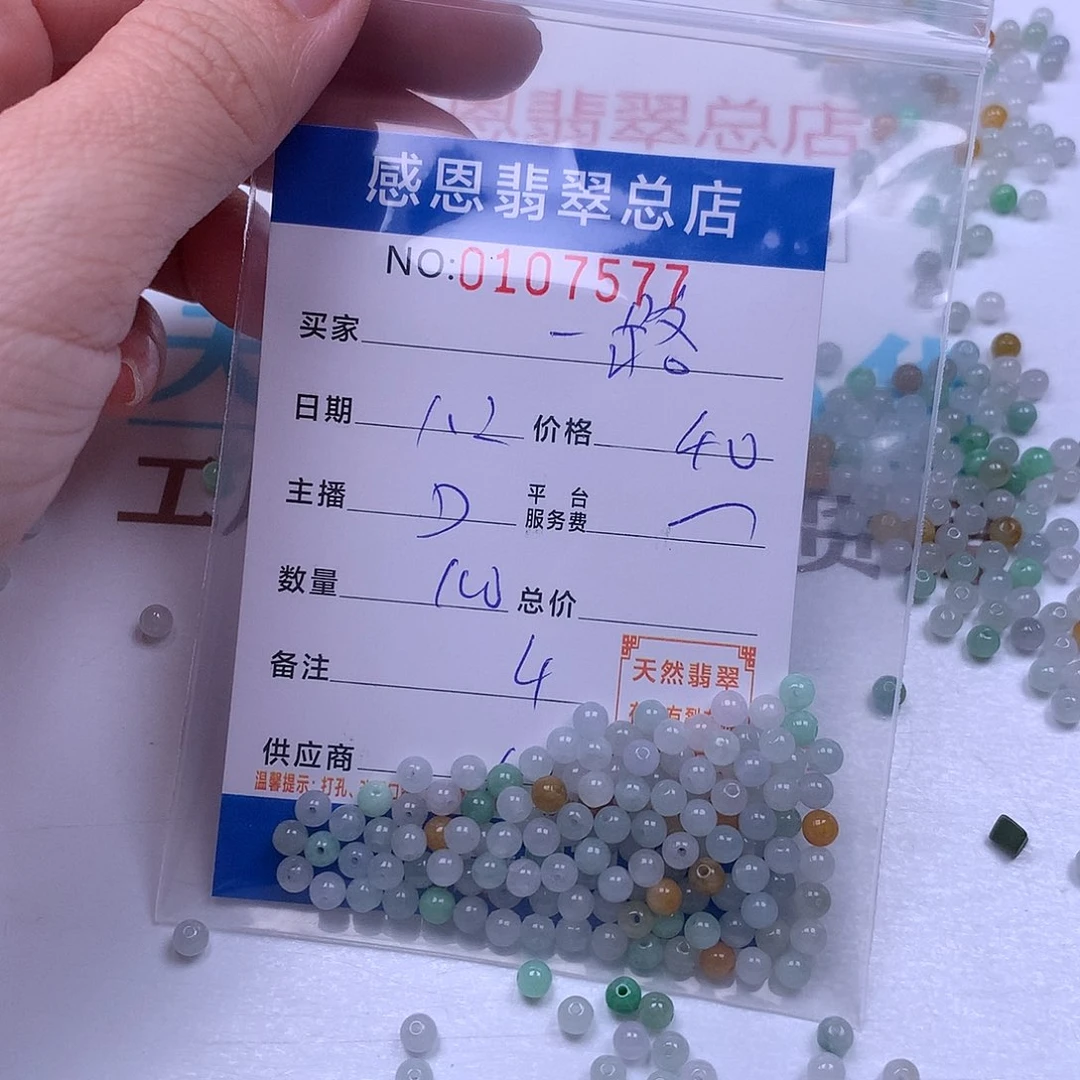 感恩翡翠总店
NO:0107577
买家 一路
日期 1.2 价格 40
主播 D 平台服务费
数量 100 总价
备注 4
天然翡翠
供应商
温馨提示：打孔、